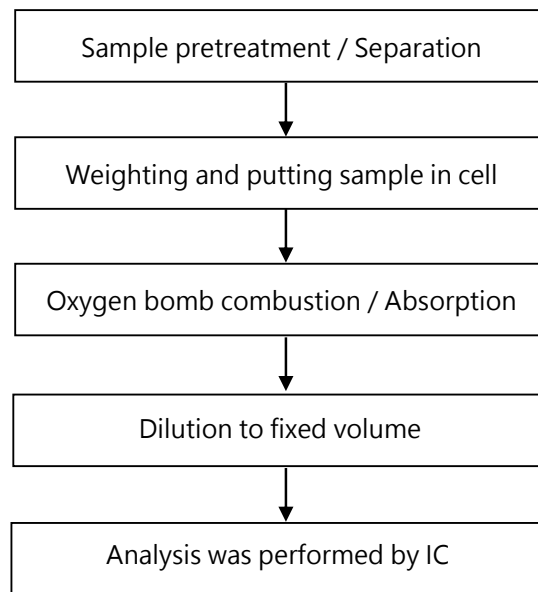 Sample pretreatment / Separation
Weighting and putting sample in cell
Oxygen bomb combustion / Absorption
Dilution to fixed volume
Analysis was performed by IC